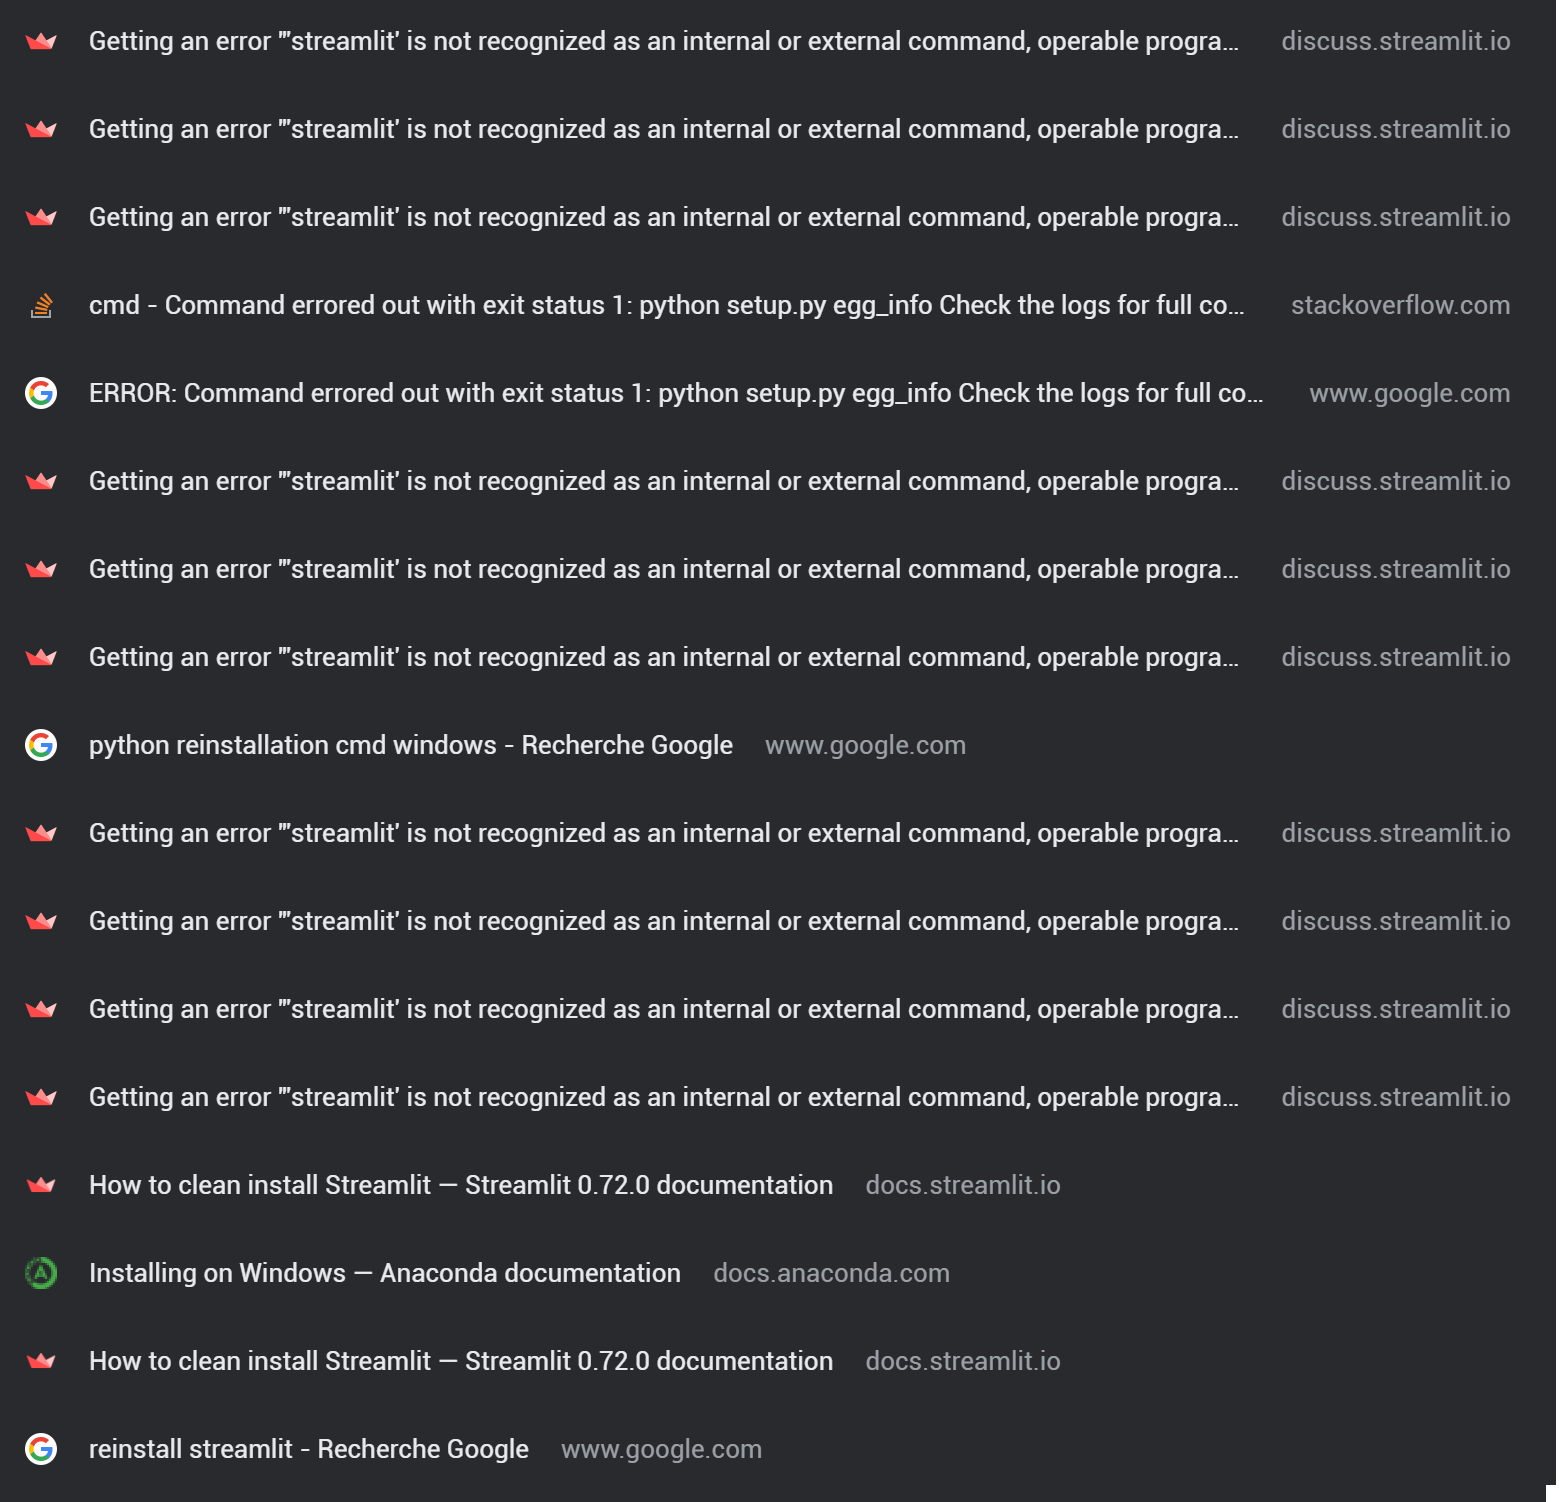 Getting an error "'streamlit' is not recognized as an internal or external command, operable progra... discuss.streamlit.io
Getting an error "'streamlit' is not recognized as an internal or external command, operable progra... discuss.streamlit.io
Getting an error "'streamlit' is not recognized as an internal or external command, operable progra... discuss.streamlit.io
cmd - Command errored out with exit status 1: python setup.py egg_info Check the logs for full co... stackoverflow.com
ERROR: Command errored out with exit status 1: python setup.py egg_info Check the logs for full co... www.google.com
Getting an error "'streamlit' is not recognized as an internal or external command, operable progra... discuss.streamlit.io
Getting an error "'streamlit' is not recognized as an internal or external command, operable progra... discuss.streamlit.io
Getting an error "'streamlit' is not recognized as an internal or external command, operable progra... discuss.streamlit.io
python reinstallation cmd windows - Recherche Google www.google.com
Getting an error "'streamlit' is not recognized as an internal or external command, operable progra... discuss.streamlit.io
Getting an error "'streamlit' is not recognized as an internal or external command, operable progra... discuss.streamlit.io
Getting an error "'streamlit' is not recognized as an internal or external command, operable progra... discuss.streamlit.io
Getting an error "'streamlit' is not recognized as an internal or external command, operable progra... discuss.streamlit.io
How to clean install Streamlit — Streamlit 0.72.0 documentation docs.streamlit.io
Installing on Windows — Anaconda documentation docs.anaconda.com
How to clean install Streamlit — Streamlit 0.72.0 documentation docs.streamlit.io
reinstall streamlit - Recherche Google www.google.com